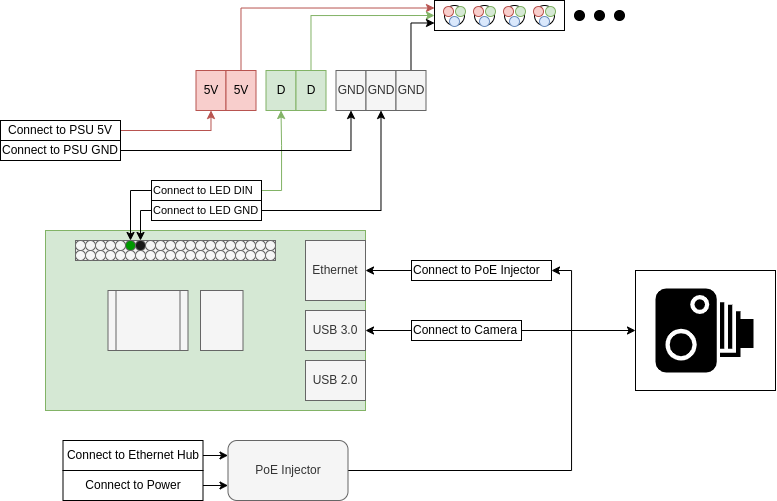 5V 5V D D GND GND GND
Connect to PSU 5V
Connect to PSU GND
Connect to LED DIN
Connect to LED GND
Ethernet
Connect to PoE Injector
USB 3.0
Connect to Camera
USB 2.0
Connect to Ethernet Hub
PoE Injector
Connect to Power